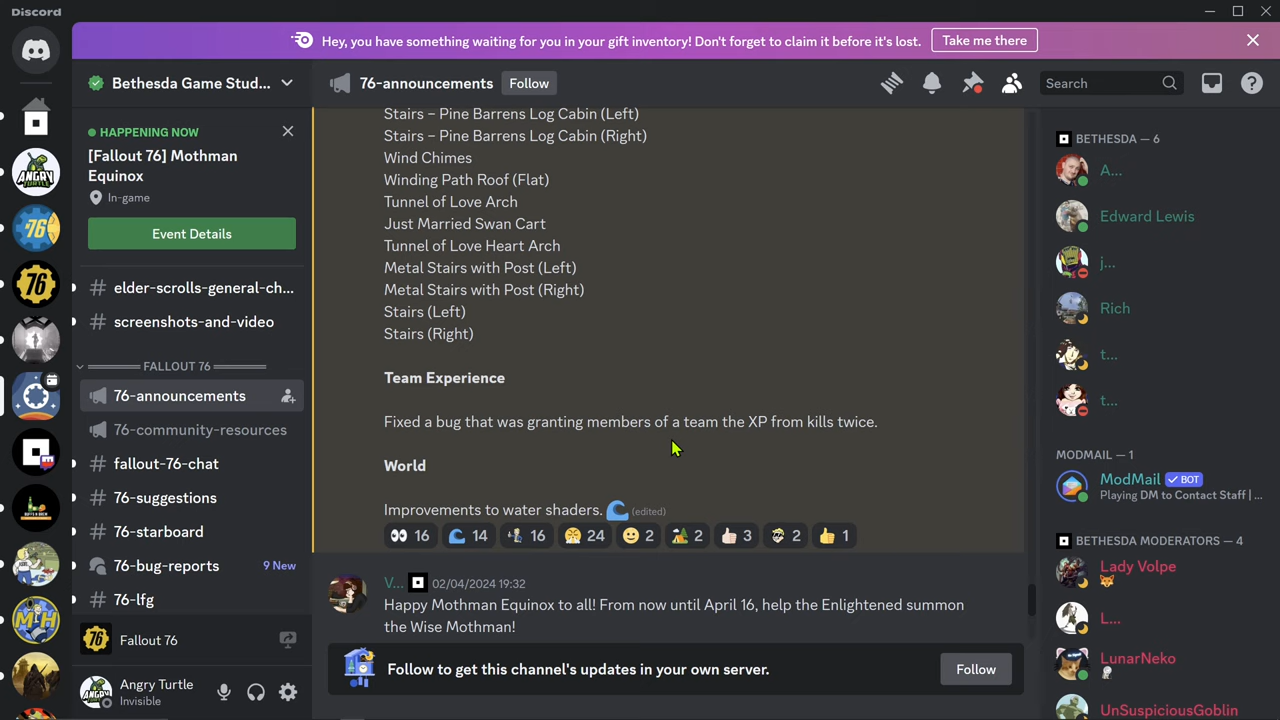 Discord
Hey, you have something waiting for you in your gift inventory! Don't forget to claim it before it's lost.
Take me there
Bethesda Game Stud...
76-announcements
Follow
Search
HAPPENING NOW
[Fallout 76] Mothman
Equinox
In-game
Event Details
elder-scrolls-general-ch...
screenshots-and-video
FALLOUT 76
76-announcements
76-community-resources
fallout-76-chat
76-suggestions
76-starboard
76-bug-reports
9 New
76-lfg
Fallout 76
Angry Turtle
Invisible
Stairs – Pine Barrens Log Cabin (Left)
Stairs – Pine Barrens Log Cabin (Right)
Wind Chimes
Winding Path Roof (Flat)
Tunnel of Love Arch
Just Married Swan Cart
Tunnel of Love Heart Arch
Metal Stairs with Post (Left)
Metal Stairs with Post (Right)
Stairs (Left)
Stairs (Right)
Team Experience
Fixed a bug that was granting members of a team the XP from kills twice.
World
Improvements to water shaders. 🌊 (edited)
16 14 16 24 2 2 3 2 1
V... 02/04/2024 19:32
Happy Mothman Equinox to all! From now until April 16, help the Enlightened summon
the Wise Mothman!
Follow to get this channel's updates in your own server.
Follow
BETHESDA — 6
A...
Edward Lewis
j...
Rich
t...
t...
MODMAIL — 1
ModMail ✓ BOT
Playing DM to Contact Staff | ...
BETHESDA MODERATORS — 4
Lady Volpe
L...
LunarNeko
UnSuspiciousGoblin